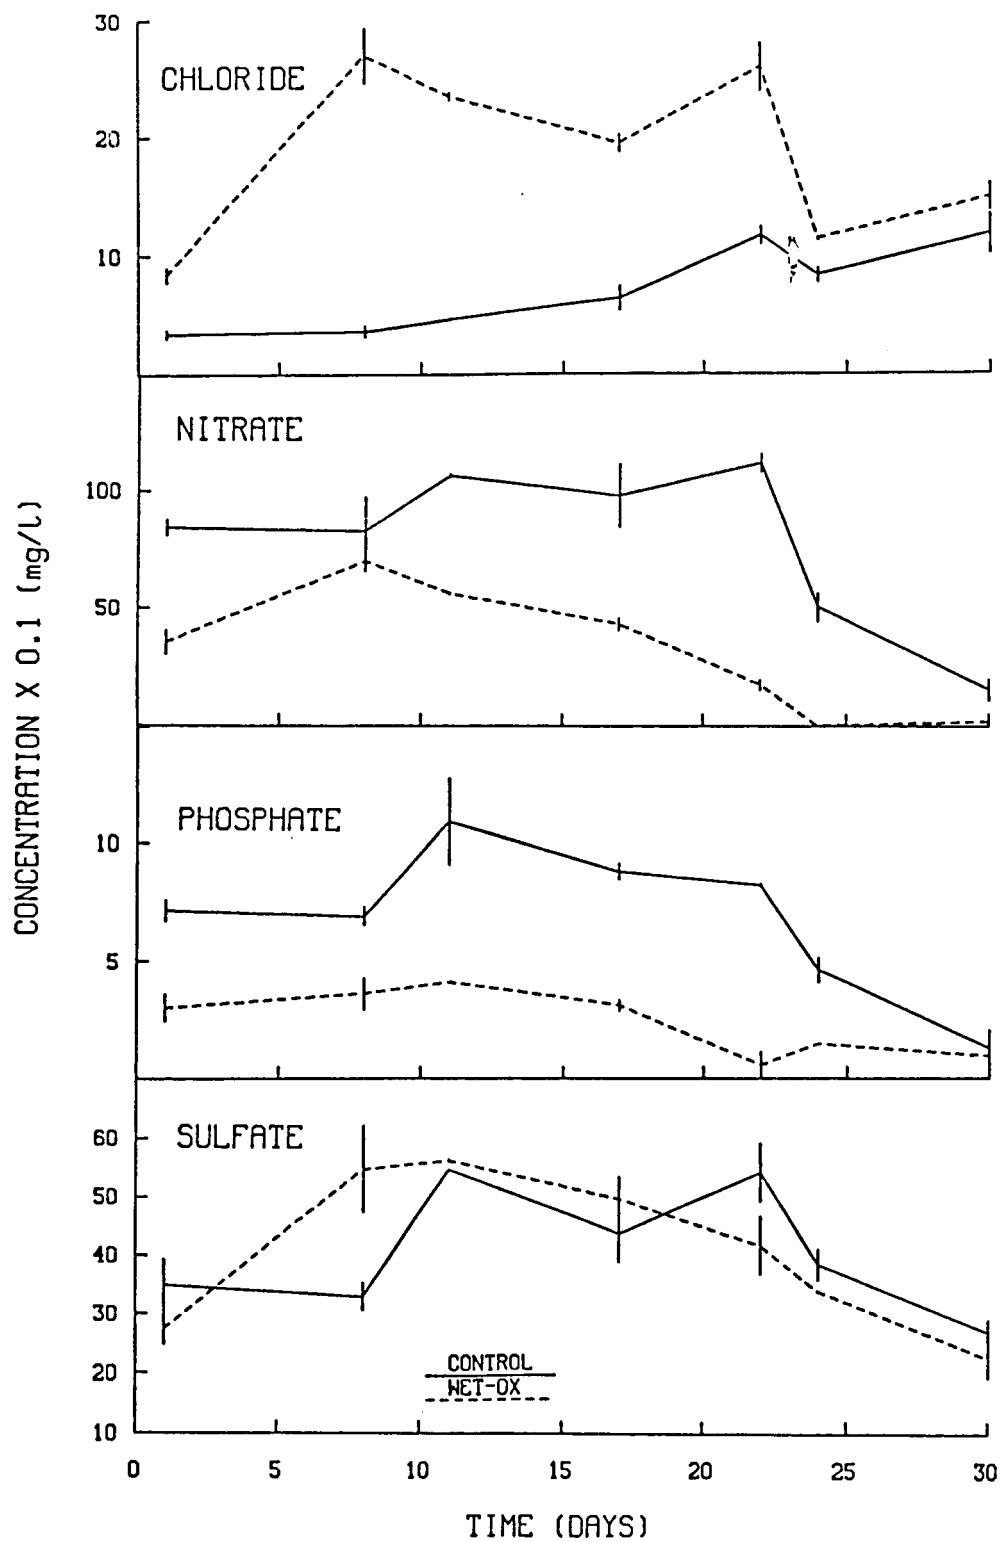 30
CHLORIDE
20
10
NITRATE
100
50
PHOSPHATE
10
5
60
SULFATE
50
40
30
20
10
CONTROL
WET-OX
0 5 10 15 20 25 30
TIME (DAYS)
CONCENTRATION X 0.1 (mg/l)